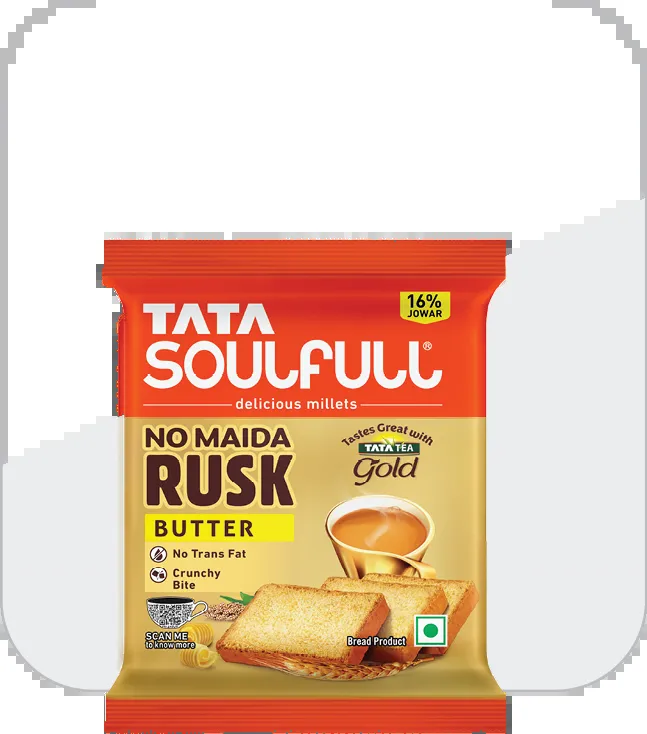 16%
JOWAR
TATA
SOULFULL®
delicious millets
NO MAIDA
RUSK
BUTTER
No Trans Fat
Crunchy
Bite
Tastes Great with
TATA TEA
Gold
SCAN ME
to know more
Bread Product